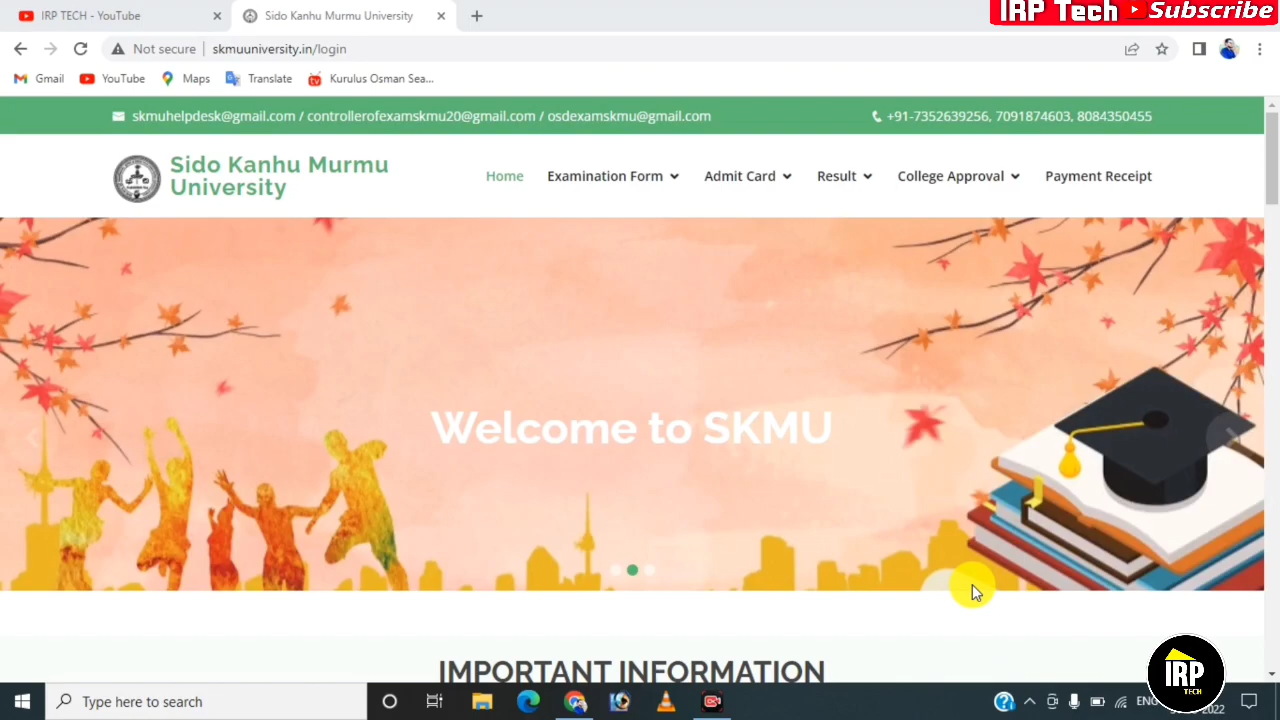 IRP Tech Subscribe
IRP TECH - YouTube
Sido Kanhu Murmu University
Not secure
skmuuniversity.in/login
Gmail
YouTube
Maps
Translate
Kurulus Osman Sea...
skmuhelpdesk@gmail.com / controllerofexamskmu20@gmail.com / osdexamskmu@gmail.com
+91-7352639256, 7091874603, 8084350455
Sido Kanhu Murmu
University
Home
Examination Form
Admit Card
Result
College Approval
Payment Receipt
Welcome to SKMU
IMPORTANT INFORMATION
Type here to search
ENG
2022
IRP
TECH